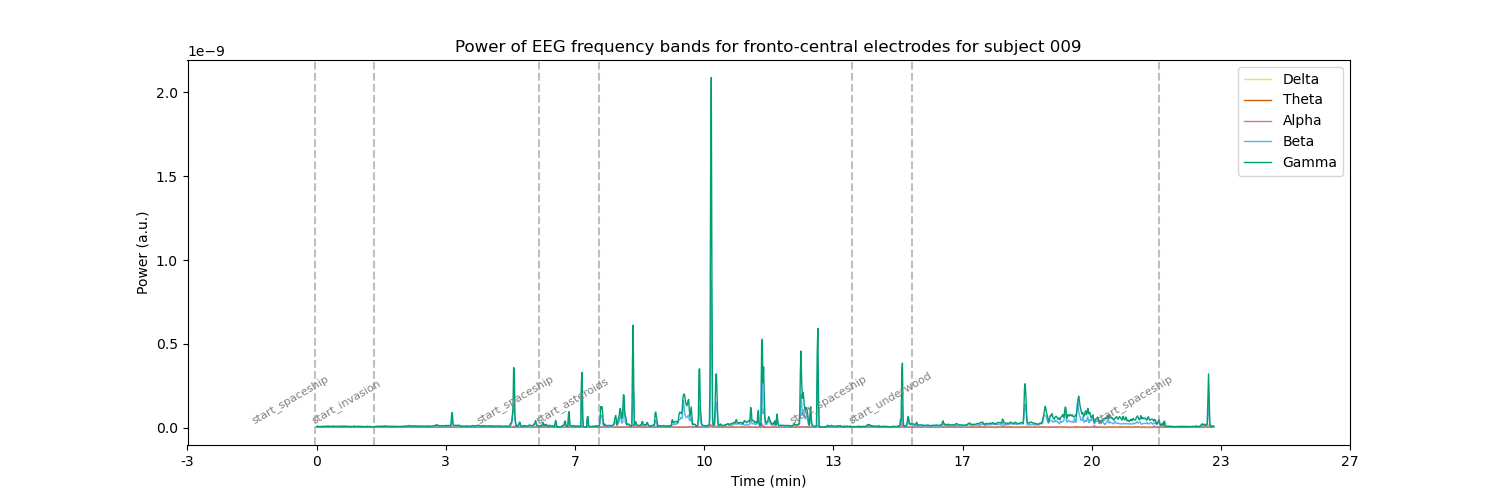 Power of EEG frequency bands for fronto-central electrodes for subject 009
1e−9
Delta
Theta
Alpha
Beta
Gamma
2.0
1.5
1.0
0.5
0.0
Power (a.u.)
start_spaceship
start_invasion
start_spaceship
start_asteroids
start_spaceship
start_underwood
start_spaceship
-3 0 3 7 10 13 17 20 23 27
Time (min)